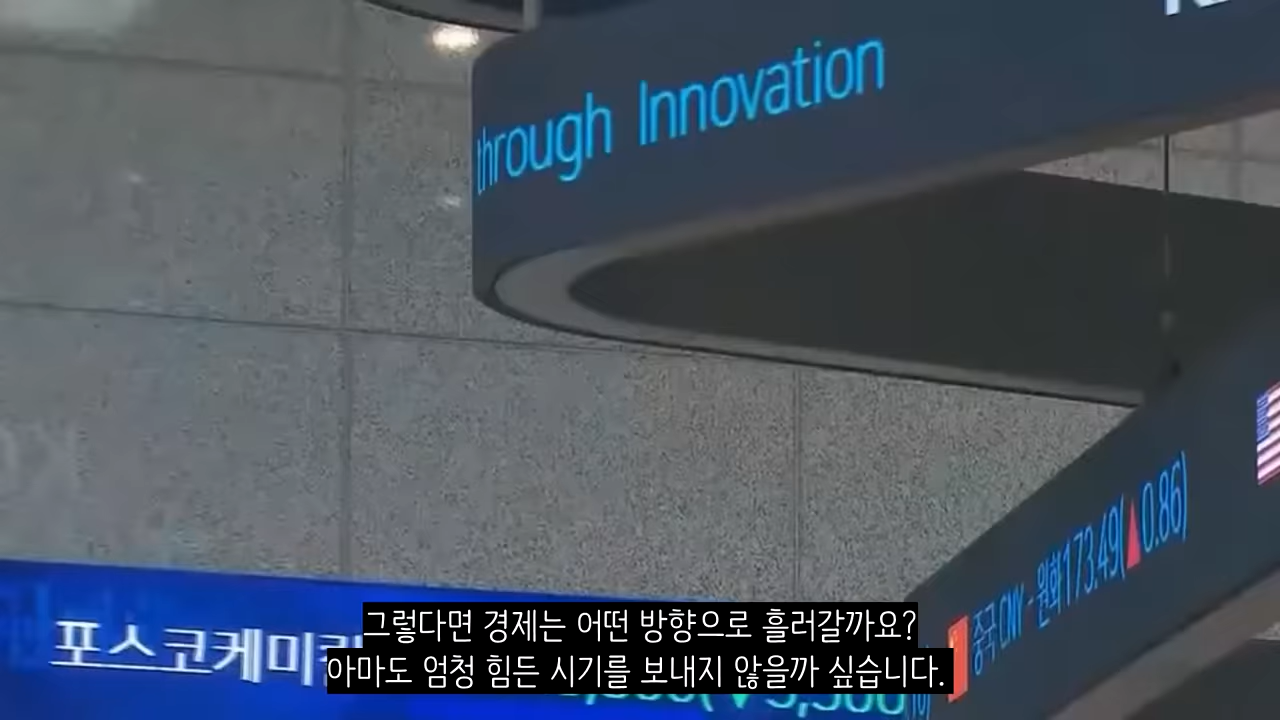 through Innovation
중국 CNY - 원화 173.49(▲0.86)
포스코케미
그렇다면 경제는 어떤 방향으로 흘러갈까요?
아마도 엄청 힘든 시기를 보내지 않을까 싶습니다.